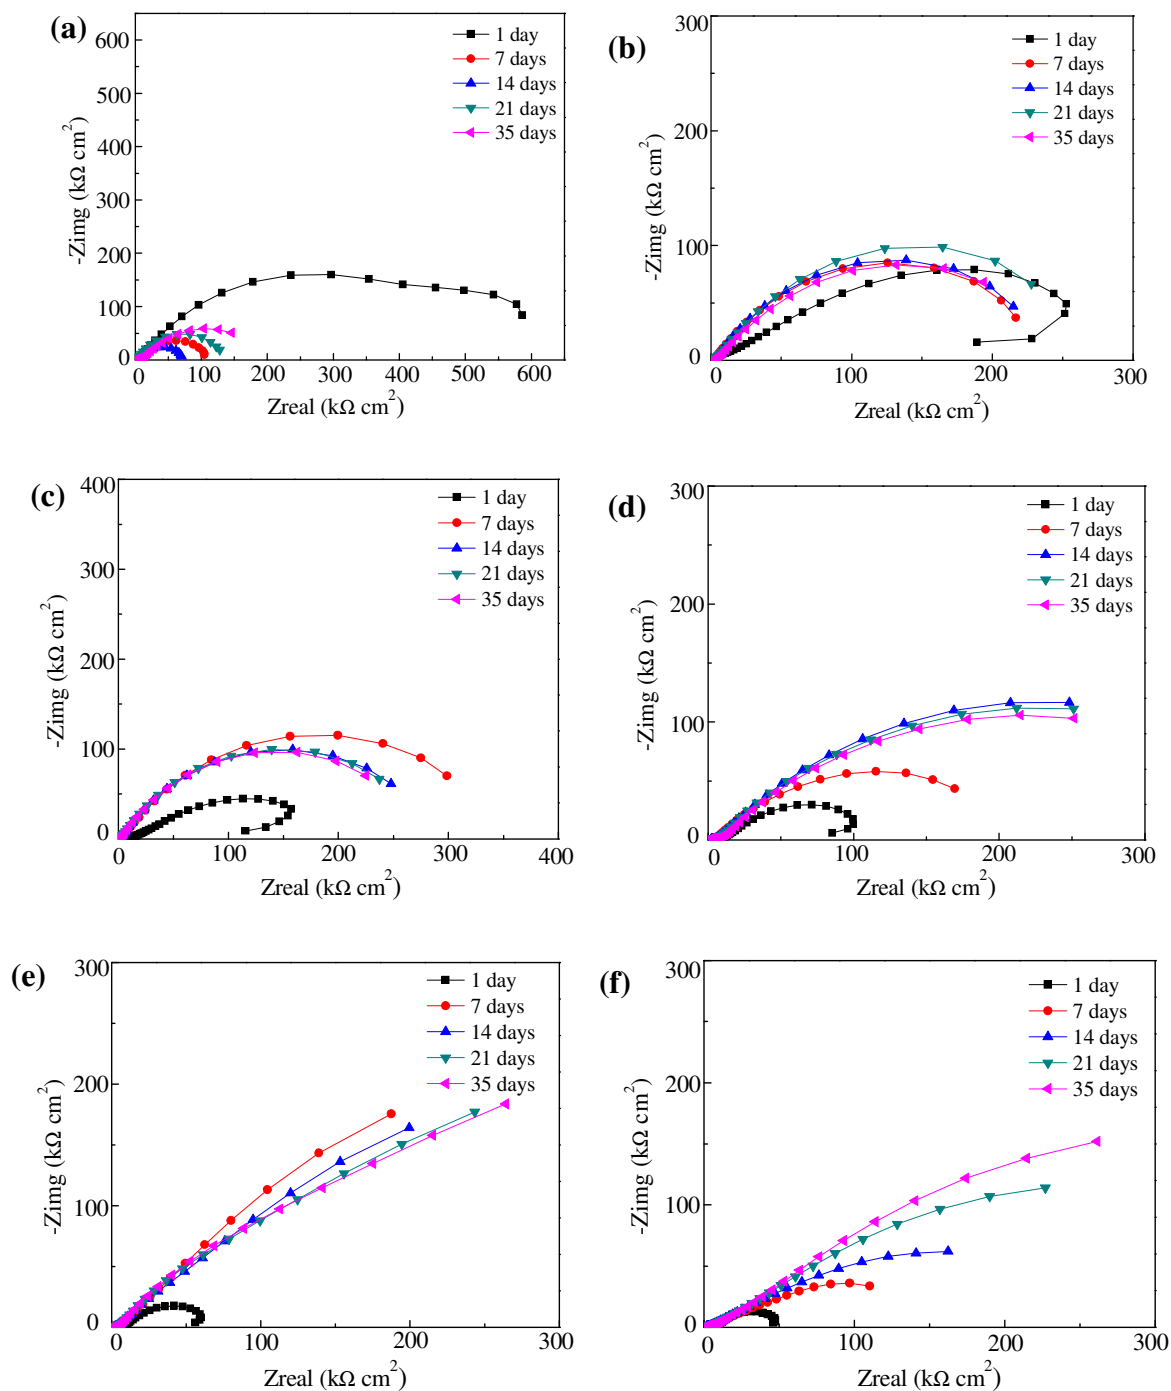 (a)
1 day
7 days
14 days
21 days
35 days
600
500
400
300
200
100
0
0 100 200 300 400 500 600
-Zimg (kΩ cm²)
Zreal (kΩ cm²)
(b)
1 day
7 days
14 days
21 days
35 days
300
200
100
0
0 100 200 300
-Zimg (kΩ cm²)
Zreal (kΩ cm²)
(c)
1 day
7 days
14 days
21 days
35 days
400
300
200
100
0
0 100 200 300 400
-Zimg (kΩ cm²)
Zreal (kΩ cm²)
(d)
1 day
7 days
14 days
21 days
35 days
300
200
100
0
0 100 200 300
-Zimg (kΩ cm²)
Zreal (kΩ cm²)
(e)
1 day
7 days
14 days
21 days
35 days
300
200
100
0
0 100 200 300
-Zimg (kΩ cm²)
Zreal (kΩ cm²)
(f)
1 day
7 days
14 days
21 days
35 days
300
200
100
0
0 100 200 300
-Zimg (kΩ cm²)
Zreal (kΩ cm²)